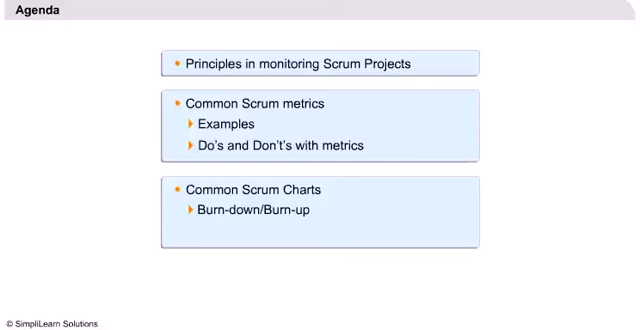 Agenda
Principles in monitoring Scrum Projects
Common Scrum metrics
Examples
Do's and Don't's with metrics
Common Scrum Charts
Burn-down/Burn-up
© SimpliLearn Solutions